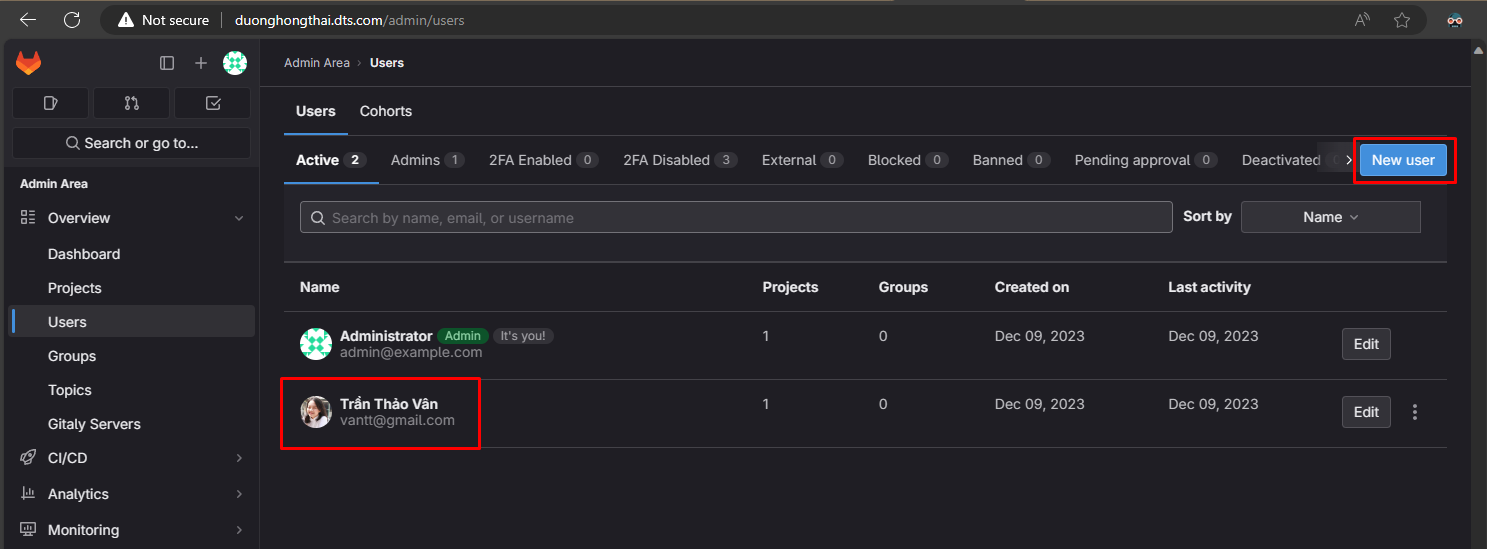 Not secure duonghongthai.dts.com/admin/users
Admin Area › Users
Users Cohorts
Search or go to...
Active 2 Admins 1 2FA Enabled 0 2FA Disabled 3 External 0 Blocked 0 Banned 0 Pending approval 0 Deactivated New user
Admin Area
Overview
Dashboard
Projects
Users
Groups
Topics
Gitaly Servers
CI/CD
Analytics
Monitoring
Search by name, email, or username Sort by Name
Name Projects Groups Created on Last activity
Administrator Admin It's you!
admin@example.com
1 0 Dec 09, 2023 Dec 09, 2023 Edit
Trần Thảo Vân
vantt@gmail.com
1 0 Dec 09, 2023 Dec 09, 2023 Edit